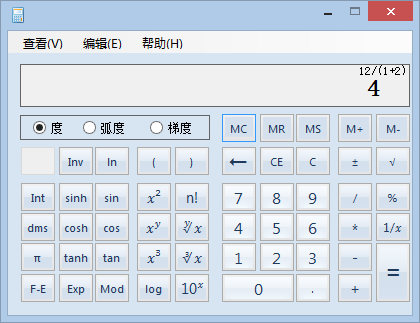 查看(V) 编辑(E) 帮助(H)
12/(1+2)
4
度 弧度 梯度 MC MR MS M+ M-
Inv ln ( ) ← CE C ± √
Int sinh sin x² n! 7 8 9 / %
dms cosh cos xʸ ʸ√x 4 5 6 * 1/x
π tanh tan x³ ³√x 1 2 3 - =
F-E Exp Mod log 10ˣ 0 . +